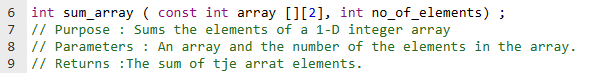 6 int sum_array ( const int array [][2], int no_of_elements) ;
7 // Purpose : Sums the elements of a 1-D integer array
8 // Parameters : An array and the number of the elements in the array.
9 // Returns :The sum of tje arrat elements.